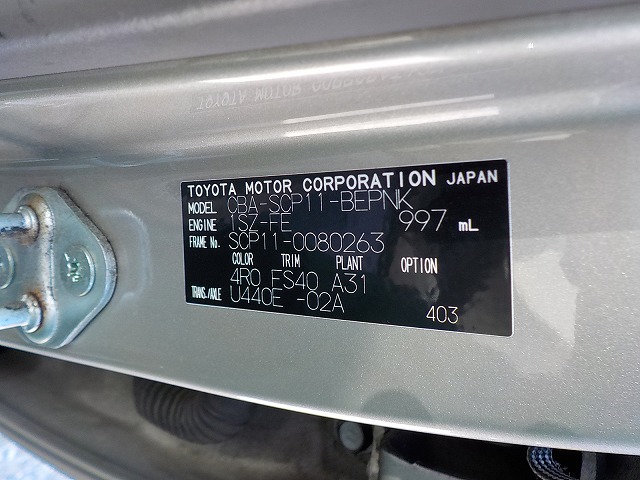 TOYOTA MOTOR CORPORATION JAPAN
MODEL CBA-SCP11-BEPNK
ENGINE 1SZ-FE 997 mL
FRAME No. SCP11-0080263
COLOR TRIM PLANT OPTION
4R0 FS40 A31
TRANS./AXLE U440E -02A
403